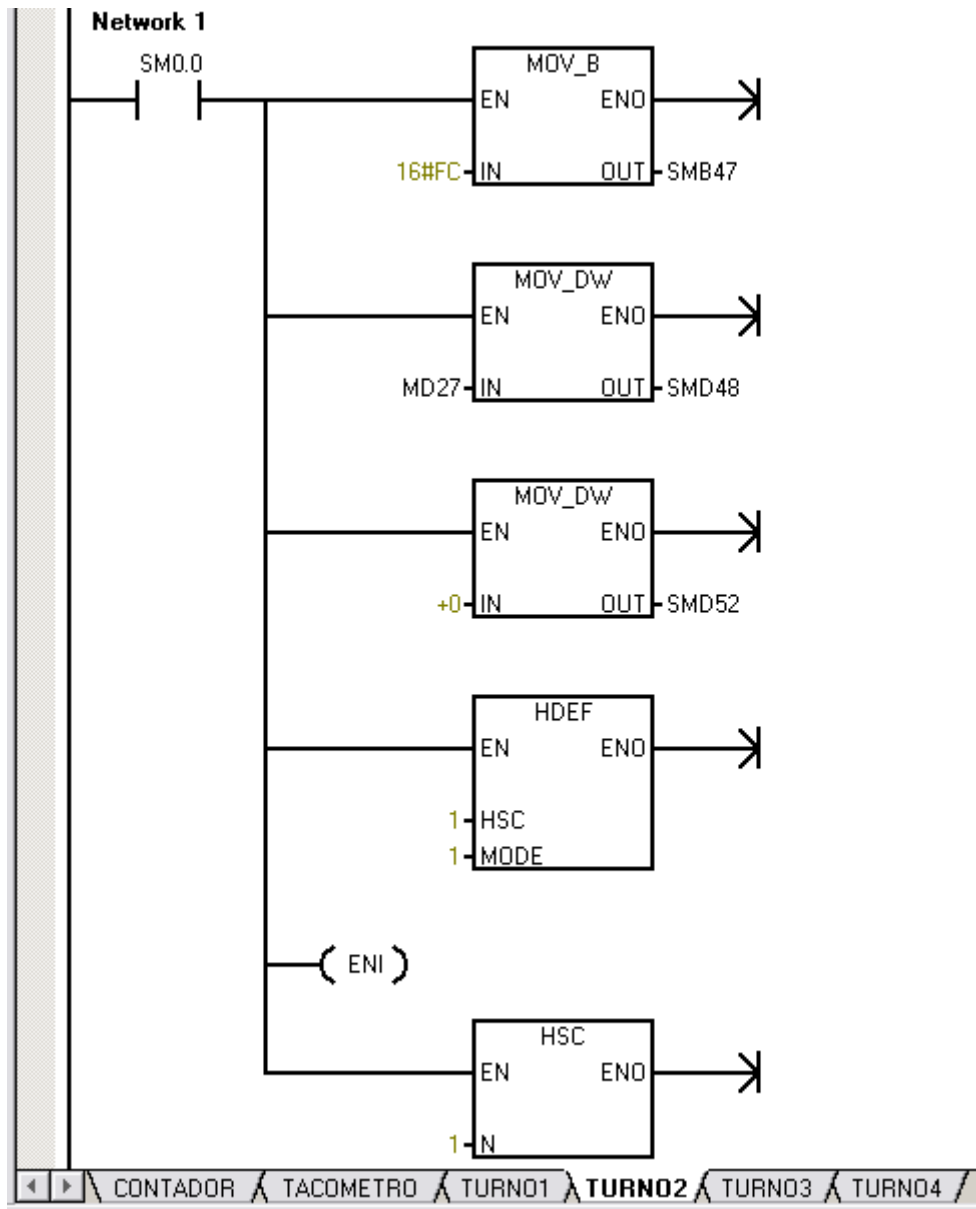 Network 1
SM0.0
MOV_B
EN ENO
16#FC IN OUT SMB47
MOV_DW
EN ENO
MD27 IN OUT SMD48
MOV_DW
EN ENO
+0 IN OUT SMD52
HDEF
EN ENO
1 HSC
1 MODE
ENI
HSC
EN ENO
1 N
CONTADOR TACOMETRO TURNO1 TURNO2 TURNO3 TURNO4